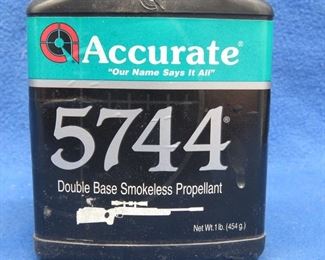 Accurate®
"Our Name Says It All"
5744®
Double Base Smokeless Propellant
Net Wt. 1 lb. (454 g.)